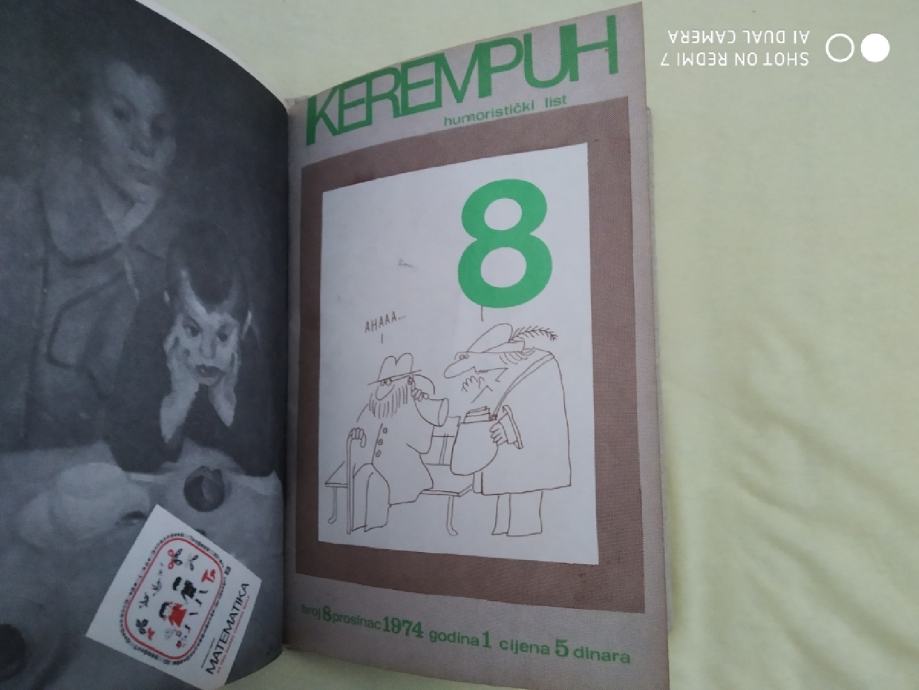 SHOT ON REDMI 7
AI DUAL CAMERA
KEREMPUH
humoristički list
8
AHAAA...
MATEMATIKA
broj 8 prosinac 1974 godina 1 cijena 5 dinara